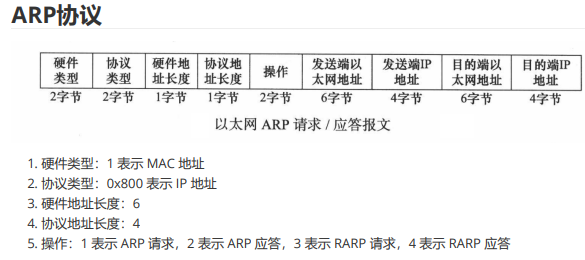 ARP协议
硬件类型 协议类型 硬件地址长度 协议地址长度 操作 发送端以太网地址 发送端IP地址 目的端以太网地址 目的端IP地址
2字节 2字节 1字节 1字节 2字节 6字节 4字节 6字节 4字节
以太网 ARP 请求 / 应答报文
1. 硬件类型：1 表示 MAC 地址
2. 协议类型：0x800 表示 IP 地址
3. 硬件地址长度：6
4. 协议地址长度：4
5. 操作：1 表示 ARP 请求，2 表示 ARP 应答，3 表示 RARP 请求，4 表示 RARP 应答